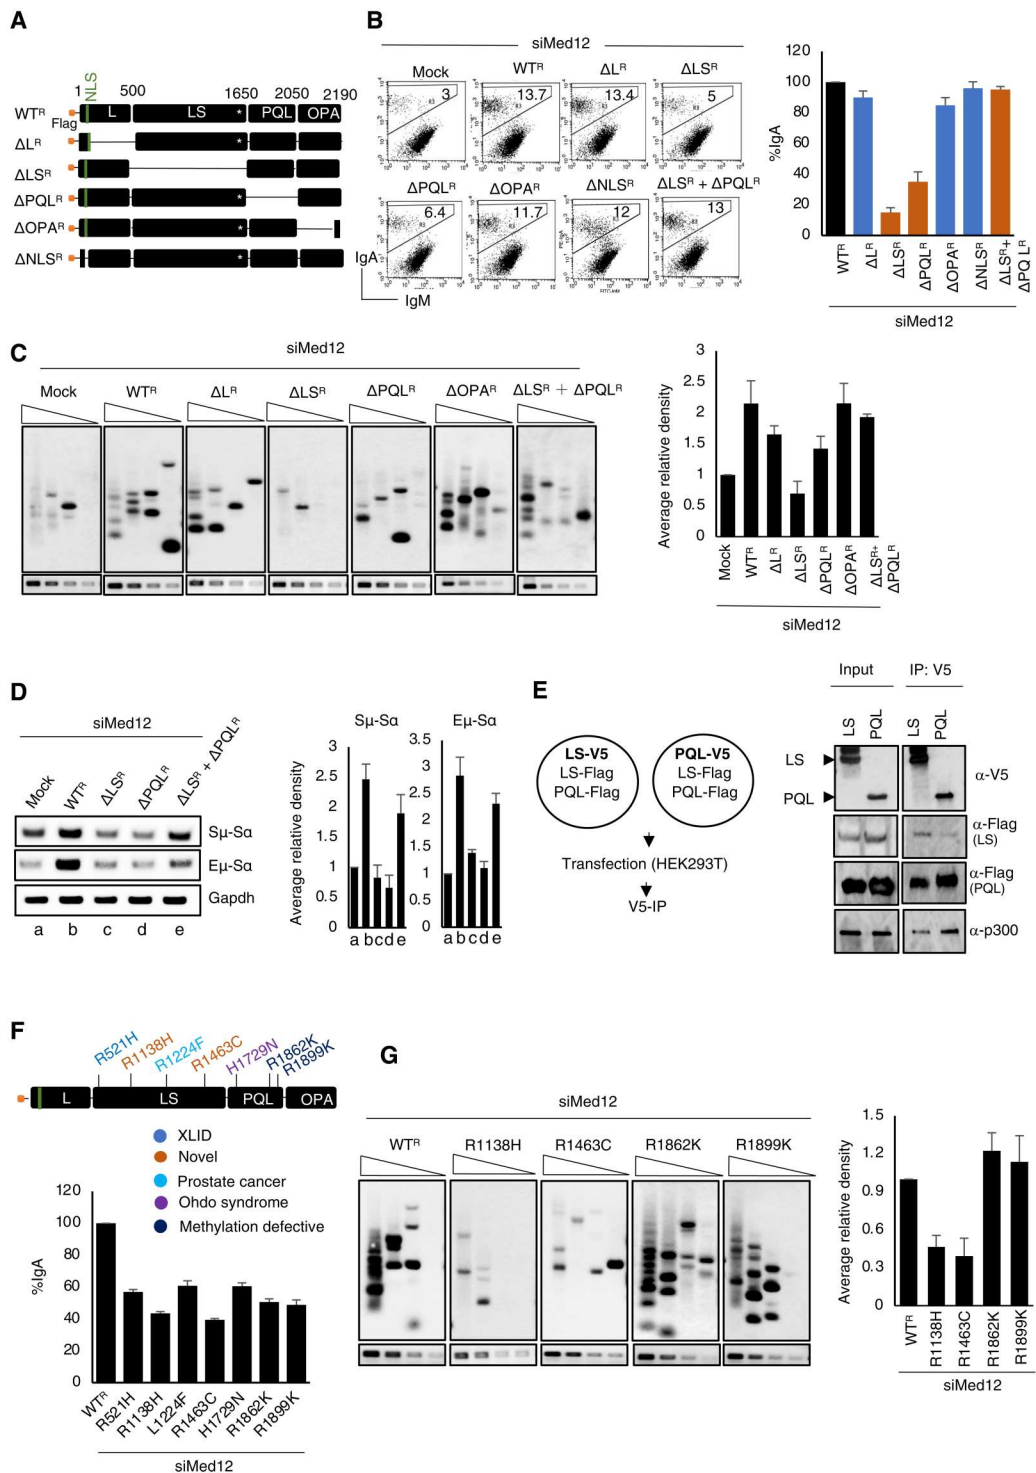 A
1 NLS 500 1650 2050 2190
WTᴿ L LS * PQL OPA
Flag
ΔLᴿ *
ΔLSᴿ
ΔPQLᴿ *
ΔOPAᴿ *
ΔNLSᴿ *
B
siMed12
Mock WTᴿ ΔLᴿ ΔLSᴿ
3 13.7 13.4 5
R3 R3 R3 R3
ΔPQLᴿ ΔOPAᴿ ΔNLSᴿ ΔLSᴿ + ΔPQLᴿ
6.4 11.7 12 13
IgA
IgM
%IgA
120
100
80
60
40
20
0
WTᴿ ΔLᴿ ΔLSᴿ ΔPQLᴿ ΔOPAᴿ ΔNLSᴿ ΔLSᴿ+ ΔPQLᴿ
siMed12
C
siMed12
Mock WTᴿ ΔLᴿ ΔLSᴿ ΔPQLᴿ ΔOPAᴿ ΔLSᴿ + ΔPQLᴿ
Average relative density
3
2.5
2
1.5
1
0.5
0
Mock WTᴿ ΔLᴿ ΔLSᴿ ΔPQLᴿ ΔOPAᴿ ΔLSᴿ+ ΔPQLᴿ
siMed12
D
siMed12
Mock WTᴿ ΔLSᴿ ΔPQLᴿ ΔLSᴿ + ΔPQLᴿ
Sµ-Sα
Eµ-Sα
Gapdh
a b c d e
Average relative density
Sµ-Sα
3
2.5
2
1.5
1
0.5
0
a b c d e
Eµ-Sα
3.5
3
2.5
2
1.5
1
0.5
0
a b c d e
E
LS-V5
LS-Flag
PQL-Flag
PQL-V5
LS-Flag
PQL-Flag
Transfection (HEK293T)
V5-IP
Input IP: V5
LS PQL LS PQL
LS
PQL
α-V5
α-Flag
(LS)
α-Flag
(PQL)
α-p300
F
R521H R1138H R1224F R1463C H1729N R1862K R1899K
L LS PQL OPA
XLID
Novel
Prostate cancer
Ohdo syndrome
Methylation defective
%IgA
120
100
80
60
40
20
0
WTᴿ R521H R1138H L1224F R1463C H1729N R1862K R1899K
siMed12
G
siMed12
WTᴿ R1138H R1463C R1862K R1899K
Average relative density
1.5
1.2
0.9
0.6
0.3
0
WTᴿ R1138H R1463C R1862K R1899K
siMed12